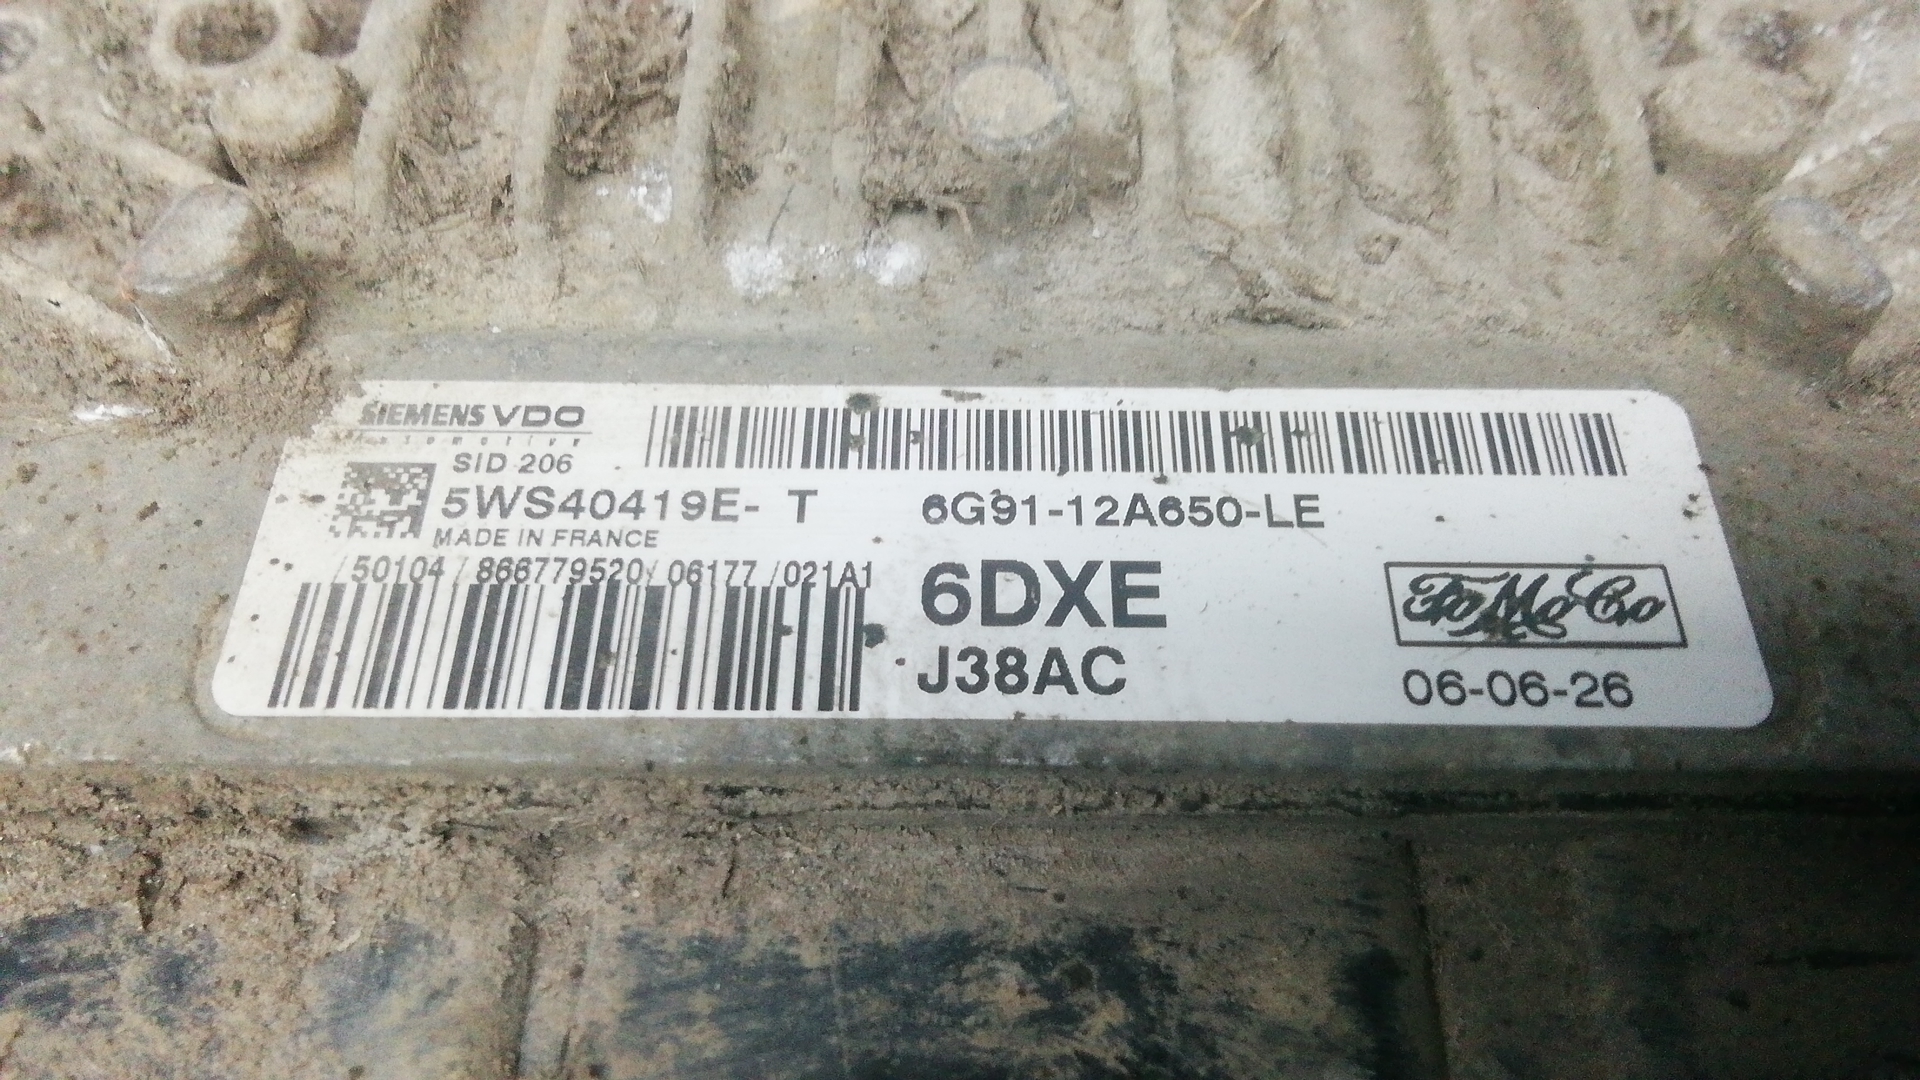 SIEMENS VDO
Automotive
SID 206
5WS40419E- T 6G91-12A650-LE
MADE IN FRANCE
/50104/866779520/06177/021A1
6DXE
FoMoCo
J38AC
06-06-26